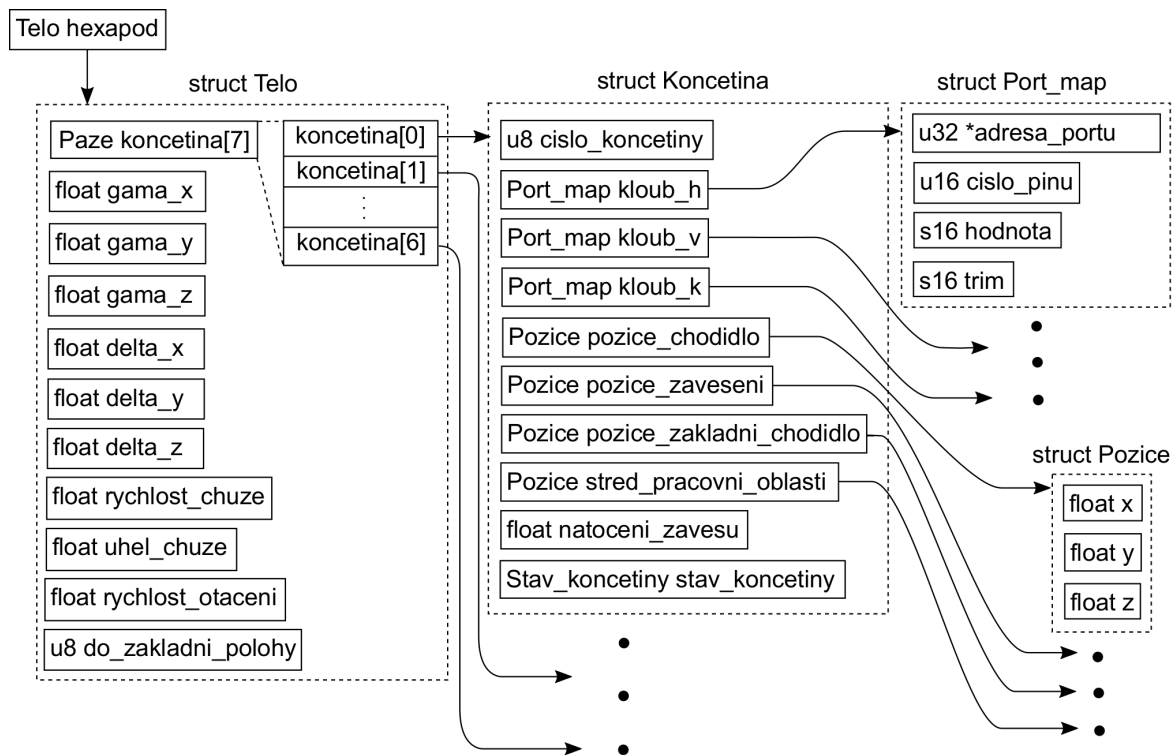 Telo hexapod
struct Telo
Paze koncetina[7]
float gama_x
float gama_y
float gama_z
float delta_x
float delta_y
float delta_z
float rychlost_chuze
float uhel_chuze
float rychlost_otaceni
u8 do_zakladni_polohy
koncetina[0]
koncetina[1]
koncetina[6]
struct Koncetina
u8 cislo_koncetiny
Port_map kloub_h
Port_map kloub_v
Port_map kloub_k
Pozice pozice_chodidlo
Pozice pozice_zaveseni
Pozice pozice_zakladni_chodidlo
Pozice stred_pracovni_oblasti
float natoceni_zavesu
Stav_koncetiny stav_koncetiny
struct Port_map
u32 *adresa_portu
u16 cislo_pinu
s16 hodnota
s16 trim
struct Pozice
float x
float y
float z